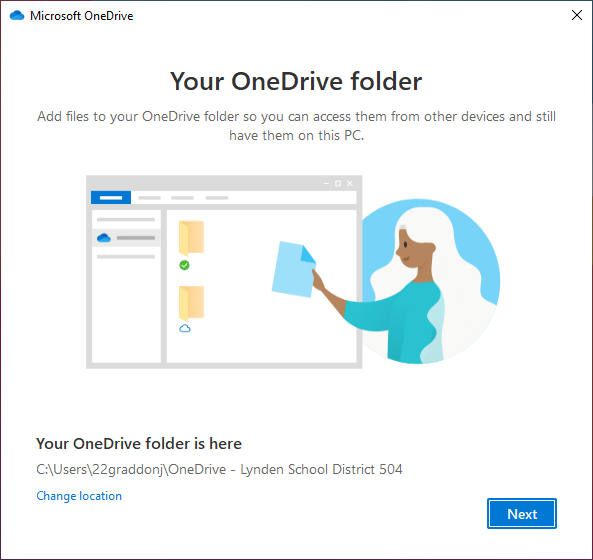 Microsoft OneDrive
Your OneDrive folder
Add files to your OneDrive folder so you can access them from other devices and still
have them on this PC.
Your OneDrive folder is here
C:\Users\22graddonj\OneDrive - Lynden School District 504
Change location
Next